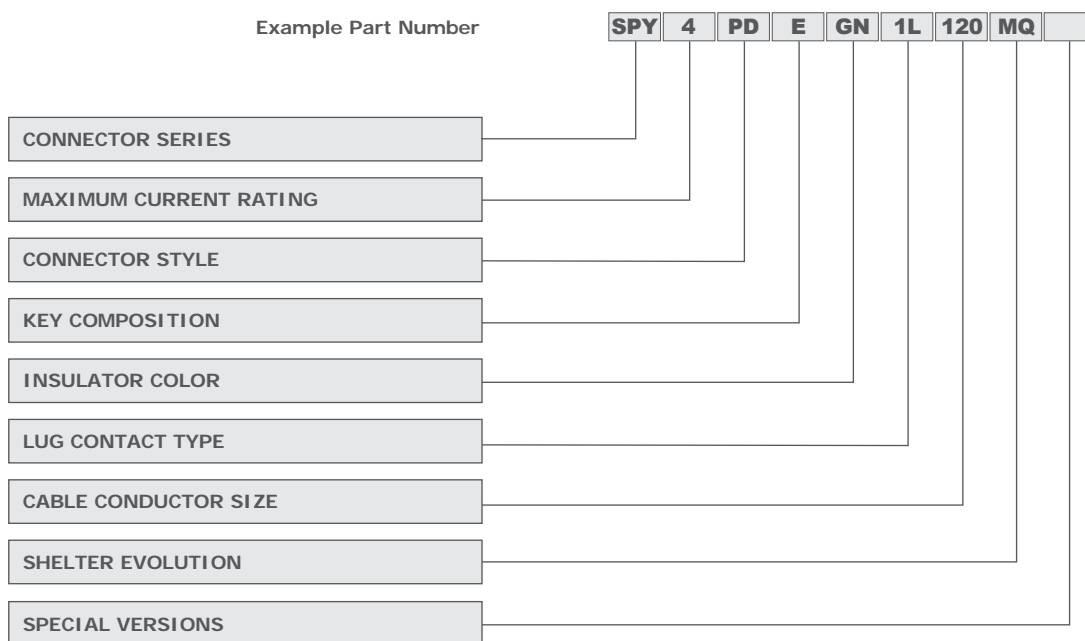 Example Part Number SPY 4 PD E GN 1L 120 MQ
CONNECTOR SERIES
MAXIMUM CURRENT RATING
CONNECTOR STYLE
KEY COMPOSITION
INSULATOR COLOR
LUG CONTACT TYPE
CABLE CONDUCTOR SIZE
SHELTER EVOLUTION
SPECIAL VERSIONS